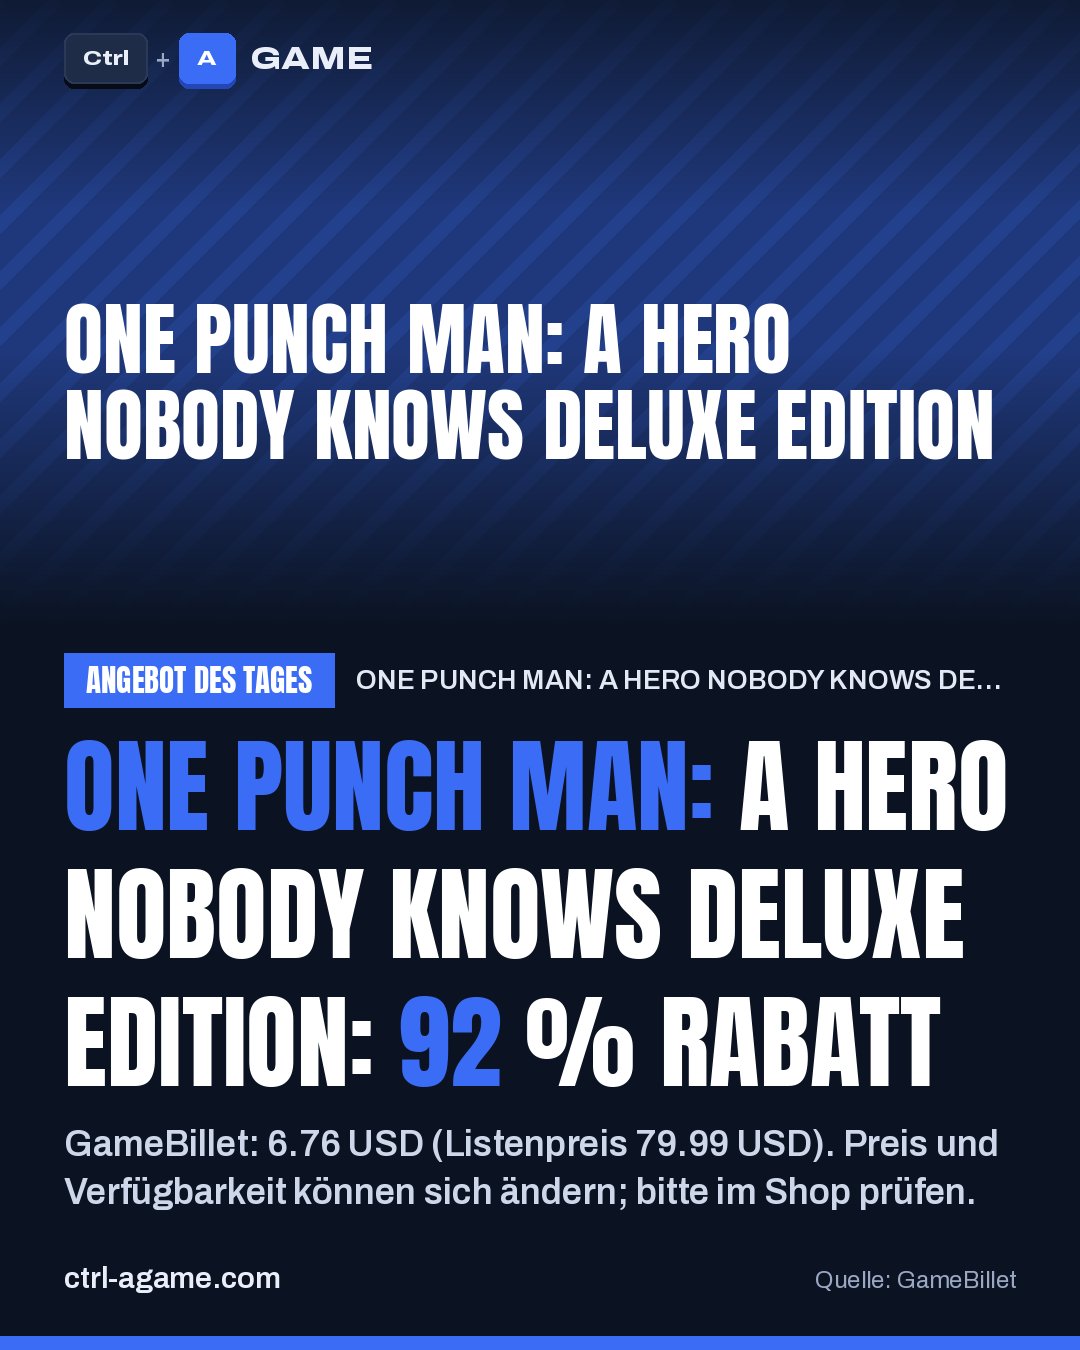 Ctrl + A GAME
ONE PUNCH MAN: A HERO
NOBODY KNOWS DELUXE EDITION
ANGEBOT DES TAGES ONE PUNCH MAN: A HERO NOBODY KNOWS DE...
ONE PUNCH MAN: A HERO
NOBODY KNOWS DELUXE
EDITION: 92 % RABATT
GameBillet: 6.76 USD (Listenpreis 79.99 USD). Preis und
Verfügbarkeit können sich ändern; bitte im Shop prüfen.
ctrl-agame.com Quelle: GameBillet